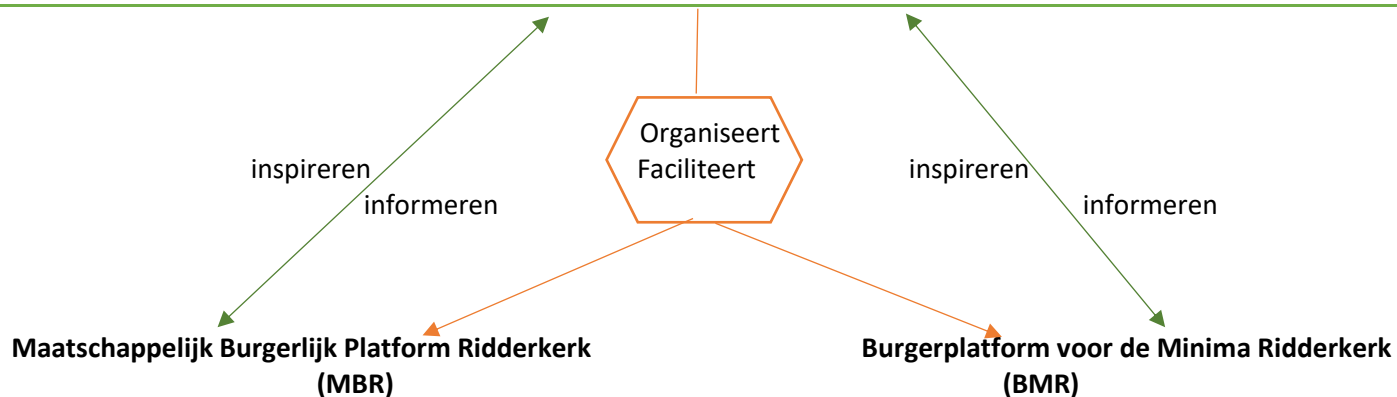 Organiseert
Faciliteert
inspireren
informeren
inspireren
informeren
Maatschappelijk Burgerlijk Platform Ridderkerk
(MBR)
Burgerplatform voor de Minima Ridderkerk
(BMR)